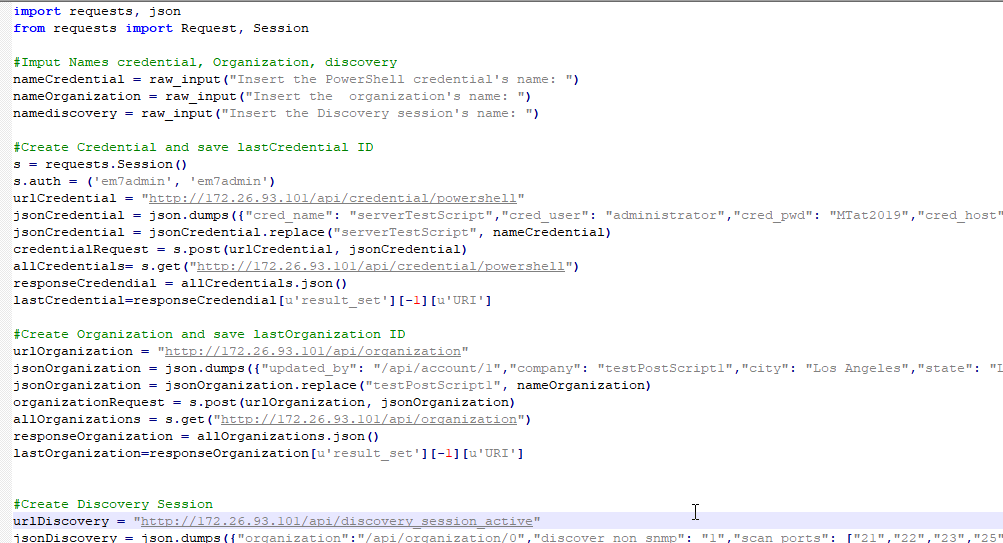 import requests, json
from requests import Request, Session
#Imput Names credential, Organization, discovery
nameCredential = raw_input("Insert the PowerShell credential's name: ")
nameOrganization = raw_input("Insert the  organization's name: ")
namediscovery = raw_input("Insert the Discovery session's name: ")
#Create Credential and save lastCredential ID
s = requests.Session()
s.auth = ('em7admin', 'em7admin')
urlCredential = "http://172.26.93.101/api/credential/powershell"
jsonCredential = json.dumps({"cred_name": "serverTestScript","cred_user": "administrator","cred_pwd": "MTat2019","cred_host"
jsonCredential = jsonCredential.replace("serverTestScript", nameCredential)
credentialRequest = s.post(urlCredential, jsonCredential)
allCredentials= s.get("http://172.26.93.101/api/credential/powershell")
responseCredendial = allCredentials.json()
lastCredential=responseCredendial[u'result_set'][-1][u'URI']
#Create Organization and save lastOrganization ID
urlOrganization = "http://172.26.93.101/api/organization"
jsonOrganization = json.dumps({"updated_by": "/api/account/1","company": "testPostScript1","city": "Los Angeles","state": "L
jsonOrganization = jsonOrganization.replace("testPostScript1", nameOrganization)
organizationRequest = s.post(urlOrganization, jsonOrganization)
allOrganizations = s.get("http://172.26.93.101/api/organization")
responseOrganization = allOrganizations.json()
lastOrganization=responseOrganization[u'result_set'][-1][u'URI']
#Create Discovery Session
urlDiscovery = "http://172.26.93.101/api/discovery_session_active"
jsonDiscovery = json.dumps({"organization":"/api/organization/0","discover_non_snmp": "1","scan_ports": ["21","22","23","25"